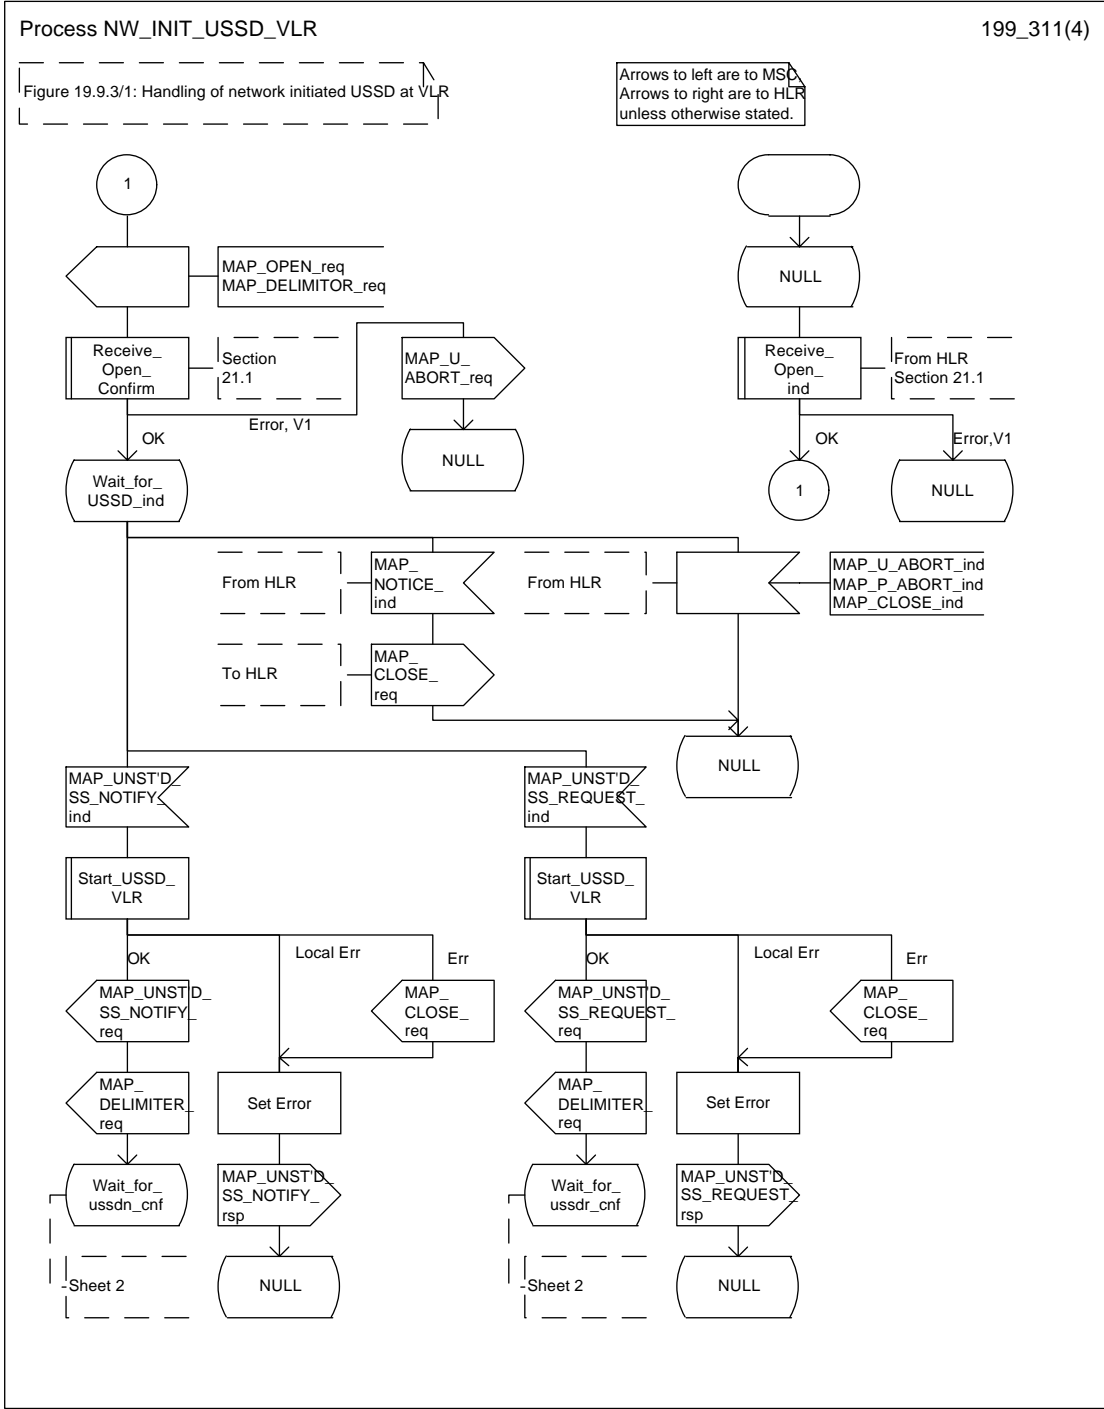 Process NW_INIT_USSD_VLR
199_311(4)
Figure 19.9.3/1: Handling of network initiated USSD at VLR
Arrows to left are to MSC,
Arrows to right are to HLR
unless otherwise stated.
1
MAP_OPEN_req
MAP_DELIMITOR_req
NULL
Receive_
Open_
Confirm
Section
21.1
MAP_U_
ABORT_req
Receive_
Open_
ind
From HLR
Section 21.1
Error, V1
OK
NULL
OK
Error,V1
Wait_for_
USSD_ind
1
NULL
From HLR
MAP_
NOTICE_
ind
From HLR
MAP_U_ABORT_ind
MAP_P_ABORT_ind
MAP_CLOSE_ind
To HLR
MAP_
CLOSE_
req
NULL
MAP_UNST'D_
SS_NOTIFY_
ind
MAP_UNST'D_
SS_REQUEST_
ind
Start_USSD_
VLR
Start_USSD_
VLR
OK
Local Err
Err
OK
Local Err
Err
MAP_UNST'D_
SS_NOTIFY_
req
MAP_
CLOSE_
req
MAP_UNST'D_
SS_REQUEST_
req
MAP_
CLOSE_
req
MAP_
DELIMITER_
req
Set Error
MAP_
DELIMITER_
req
Set Error
Wait_for_
ussdn_cnf
MAP_UNST'D_
SS_NOTIFY_
rsp
Wait_for_
ussdr_cnf
MAP_UNST'D_
SS_REQUEST_
rsp
Sheet 2
NULL
Sheet 2
NULL